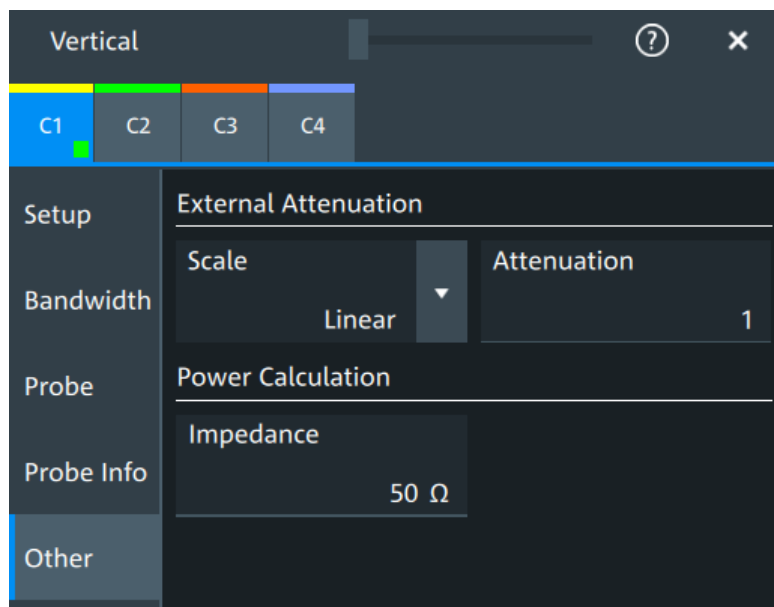 Vertical
?
C1 C2 C3 C4
Setup
Bandwidth
Probe
Probe Info
Other
External Attenuation
Scale
Linear
Attenuation
1
Power Calculation
Impedance
50 Ω